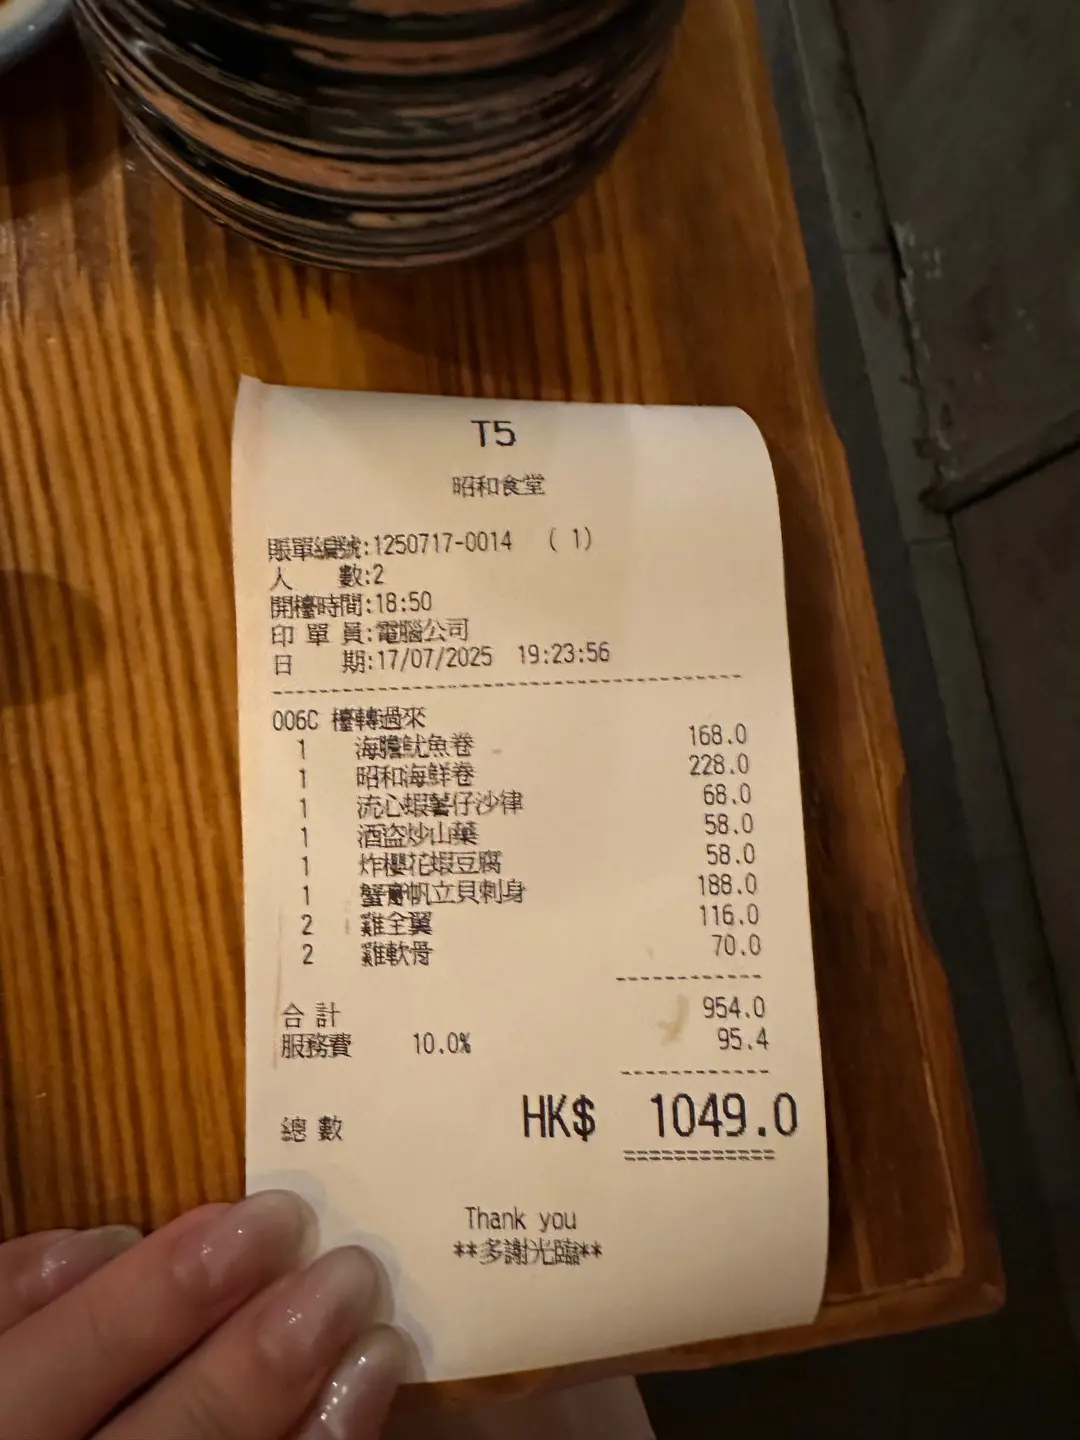 T5
昭和食堂
賬單編號:1250717-0014 ( 1)
人 數:2
開檯時間:18:50
印 單 員:電腦公司
日 期:17/07/2025 19:23:56
006C 檯轉過來
1 海膽魷魚卷 168.0
1 昭和海鮮卷 228.0
1 流心蝦薯仔沙律 68.0
1 酒盜炒山藥 58.0
1 炸櫻花蝦豆腐 58.0
1 蟹膏帆立貝刺身 188.0
2 雞全翼 116.0
2 雞軟骨 70.0
合 計 954.0
服務費 10.0% 95.4
總 數 HK$ 1049.0
Thank you
**多謝光臨**